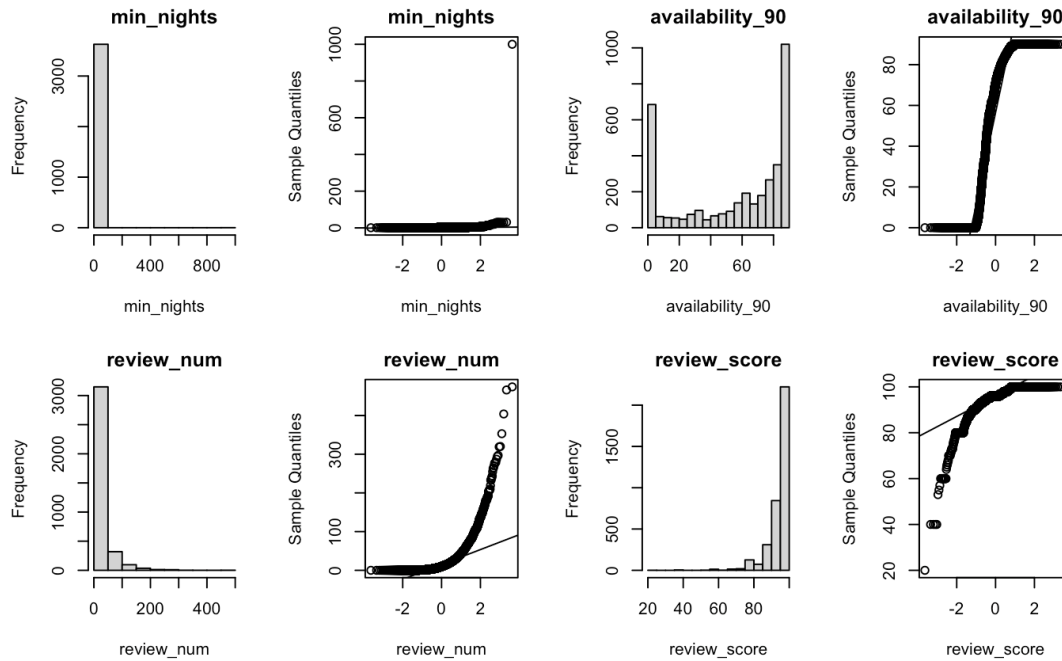 min_nights
Frequency
0
1000
3000
0
400
800
min_nights
min_nights
Sample Quantiles
0
200
400
600
800
1000
-2
0
2
min_nights
availability_90
Frequency
0
200
600
1000
0
20
60
availability_90
availability_90
Sample Quantiles
0
20
40
60
80
-2
0
2
availability_90
review_num
Frequency
0
1000
2000
3000
0
200
500
review_num
review_num
Sample Quantiles
0
100
300
-2
0
2
review_num
review_score
Frequency
0
500
1500
20
40
60
80
review_score
review_score
Sample Quantiles
20
40
60
80
100
-2
0
2
review_score